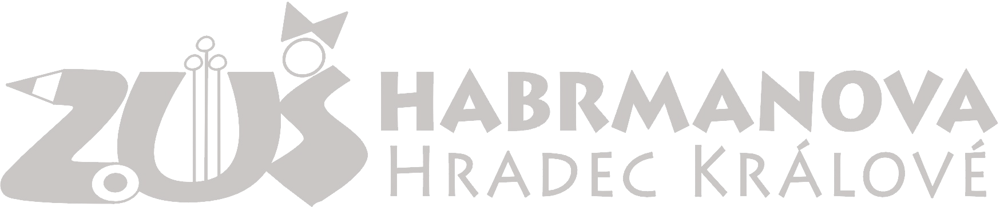 ZUŠ HABRMANOVA
HRADEC KRÁLOVÉ